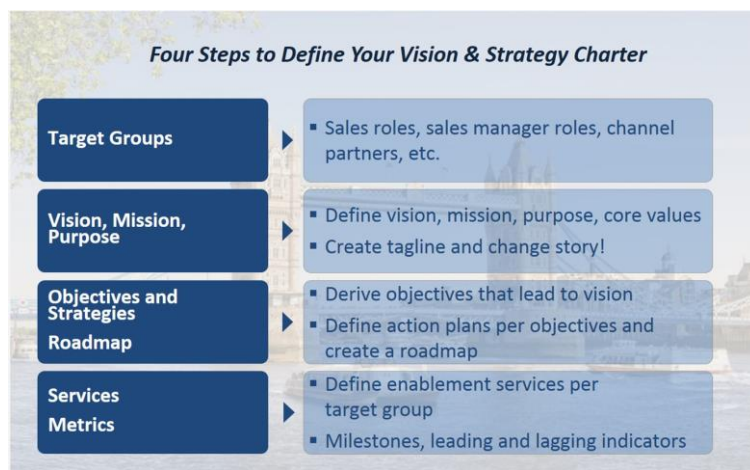 Four Steps to Define Your Vision & Strategy Charter
Target Groups
▪ Sales roles, sales manager roles, channel
partners, etc.
Vision, Mission,
Purpose
▪ Define vision, mission, purpose, core values
▪ Create tagline and change story!
Objectives and
Strategies
Roadmap
▪ Derive objectives that lead to vision
▪ Define action plans per objectives and
create a roadmap
Services
Metrics
▪ Define enablement services per
target group
▪ Milestones, leading and lagging indicators